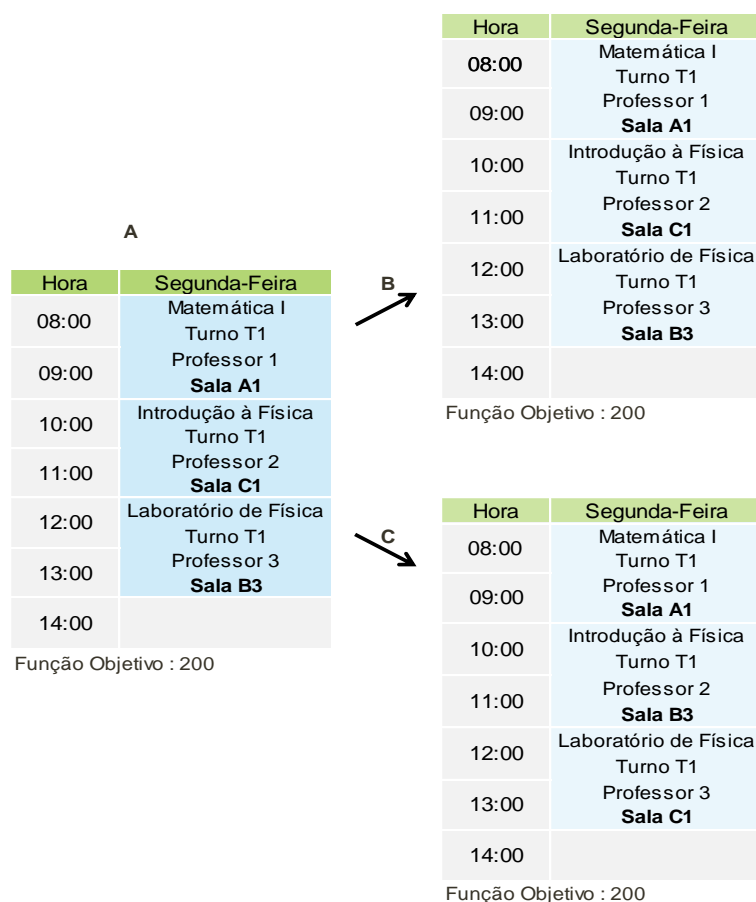 A
Hora Segunda-Feira
08:00 Matemática I
Turno T1
09:00 Professor 1
Sala A1
10:00 Introdução à Física
Turno T1
11:00 Professor 2
Sala C1
12:00 Laboratório de Física
Turno T1
13:00 Professor 3
Sala B3
14:00
Função Objetivo : 200
B
Hora Segunda-Feira
08:00 Matemática I
Turno T1
09:00 Professor 1
Sala A1
10:00 Introdução à Física
Turno T1
11:00 Professor 2
Sala C1
12:00 Laboratório de Física
Turno T1
13:00 Professor 3
Sala B3
14:00
Função Objetivo : 200
C
Hora Segunda-Feira
08:00 Matemática I
Turno T1
09:00 Professor 1
Sala A1
10:00 Introdução à Física
Turno T1
11:00 Professor 2
Sala B3
12:00 Laboratório de Física
Turno T1
13:00 Professor 3
Sala C1
14:00
Função Objetivo : 200